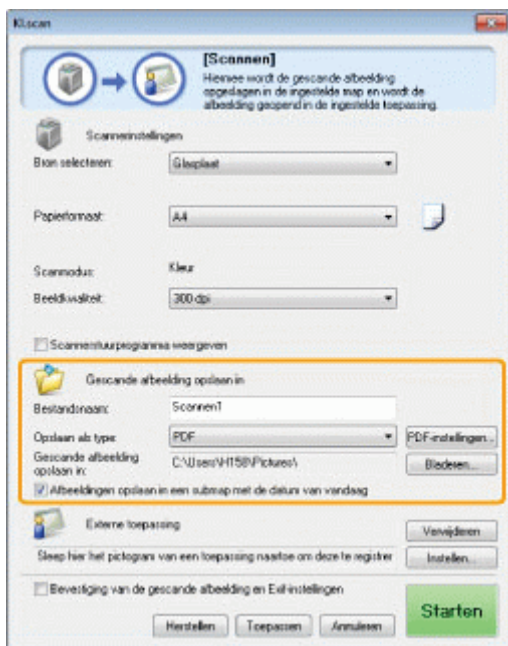 Kl.scan
[Scannen]
Hiermee wordt de gescande afbeelding
opgeslagen in de ingestelde map en wordt de
afbeelding geopend in de ingestelde toepassing.
Scannerinstellingen
Bron selecteren: Glasplaat
Papierformaat: A4
Scanmodus: Kleur
Beeldkwaliteit: 300 dpi
Scannerstuurprogramma weergeven
Gescande afbeelding opslaan in
Bestandsnaam: Scannen1
Opslaan als type: PDF PDF-instellingen...
Gescande afbeelding
opslaan in: C:\Users\H158\Pictures\ Bladeren...
Afbeeldingen opslaan in een submap met de datum van vandaag
Externe toepassing Verwijderen
Sleep hier het pictogram van een toepassing naartoe om deze te registrer Instellen...
Bevestiging van de gescande afbeelding en Exif-instellingen
Herstellen Toepassen Annuleren Starten